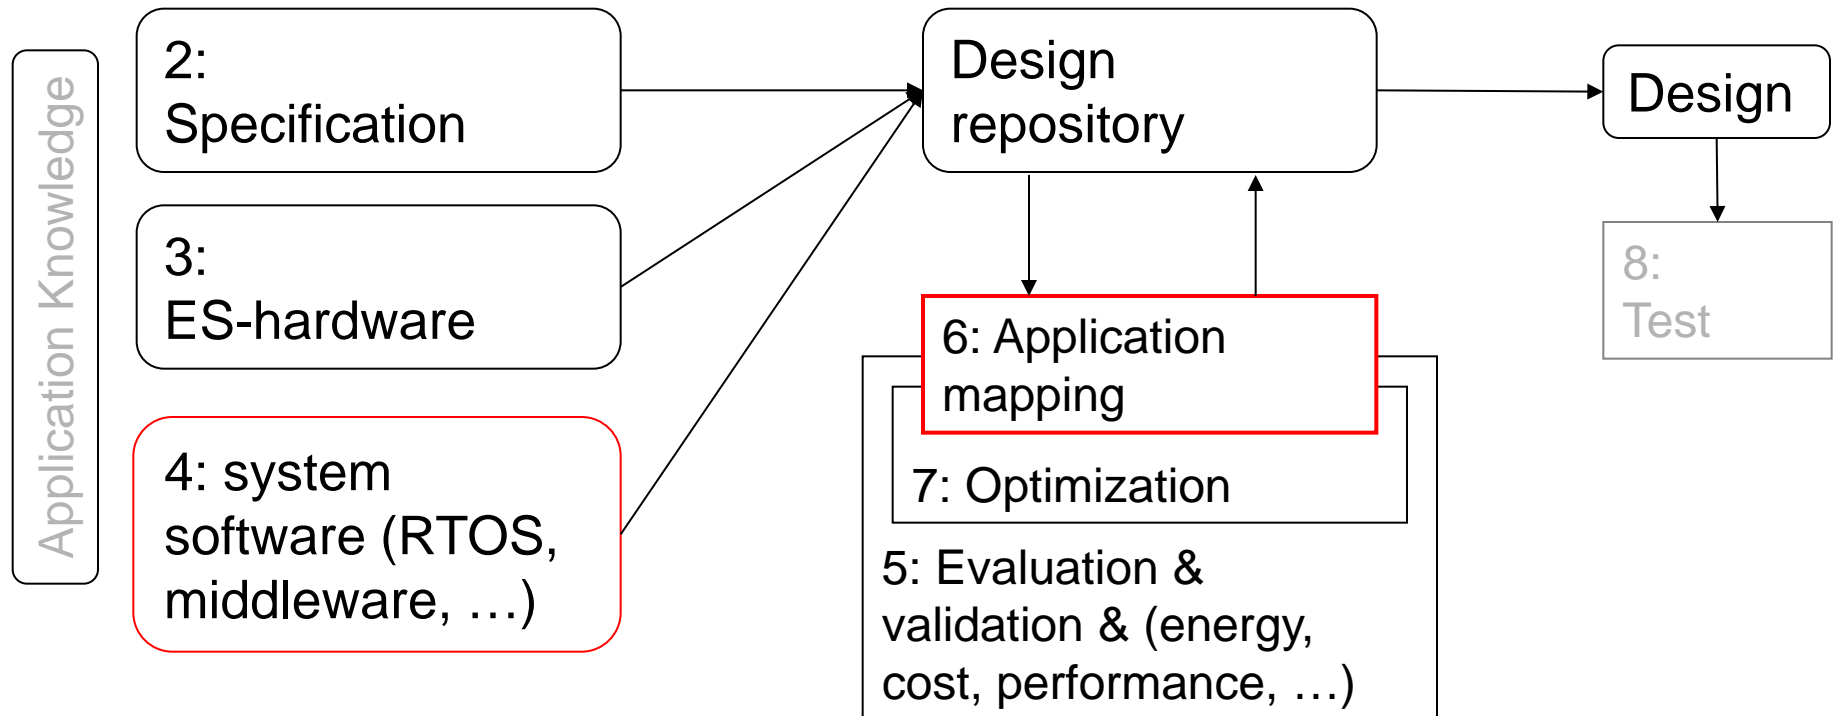 Application Knowledge
2:
Specification
3:
ES-hardware
4: system
software (RTOS,
middleware, …)
Design
repository
6: Application
mapping
7: Optimization
5: Evaluation &
validation & (energy,
cost, performance, …)
Design
8:
Test